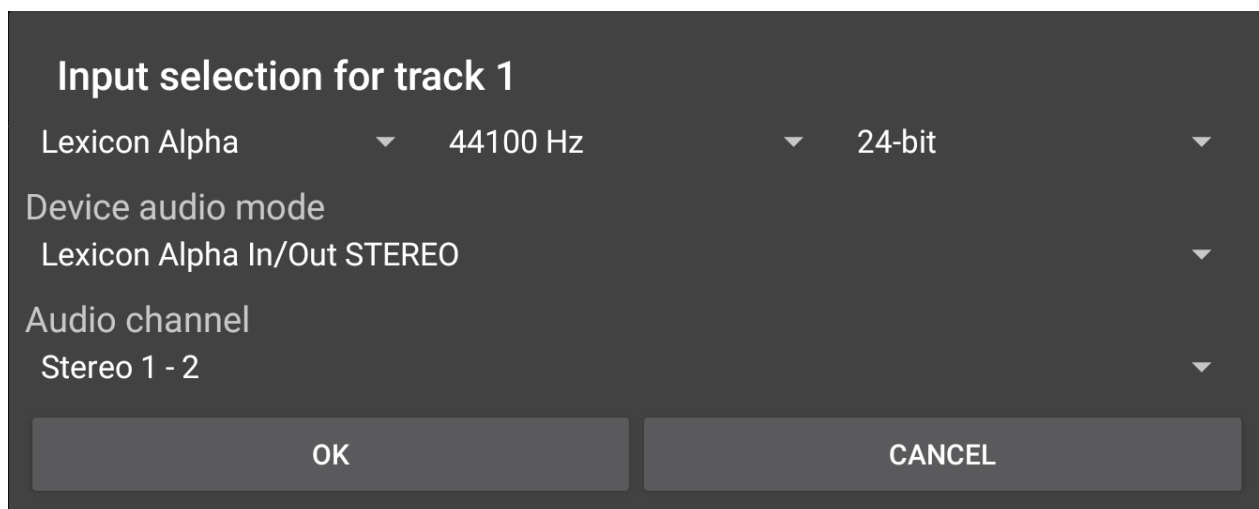 Input selection for track 1
Lexicon Alpha 44100 Hz 24-bit
Device audio mode
Lexicon Alpha In/Out STEREO
Audio channel
Stereo 1 - 2
OK CANCEL